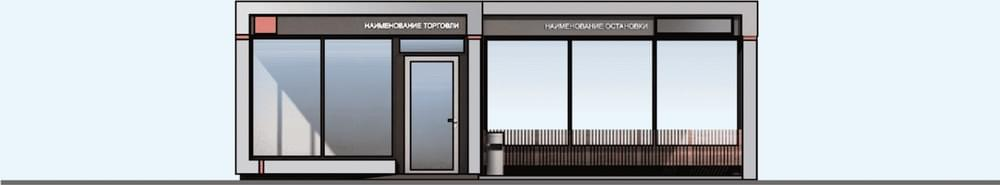 НАИМЕНОВАНИЕ ТОРГОВЛИ
НАИМЕНОВАНИЕ ОСТАНОВКИ